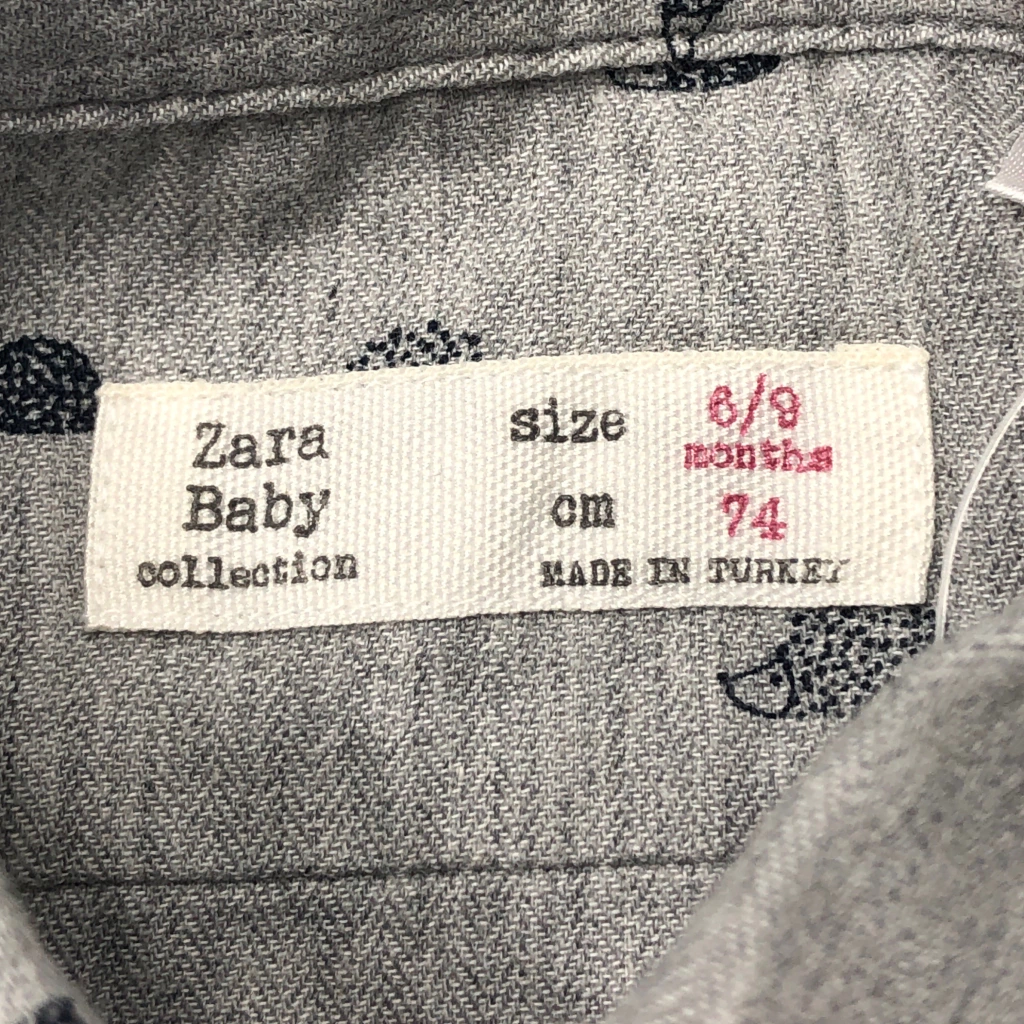 Zara
Baby
collection
size 6/9
months
cm 74
MADE IN TURKEY